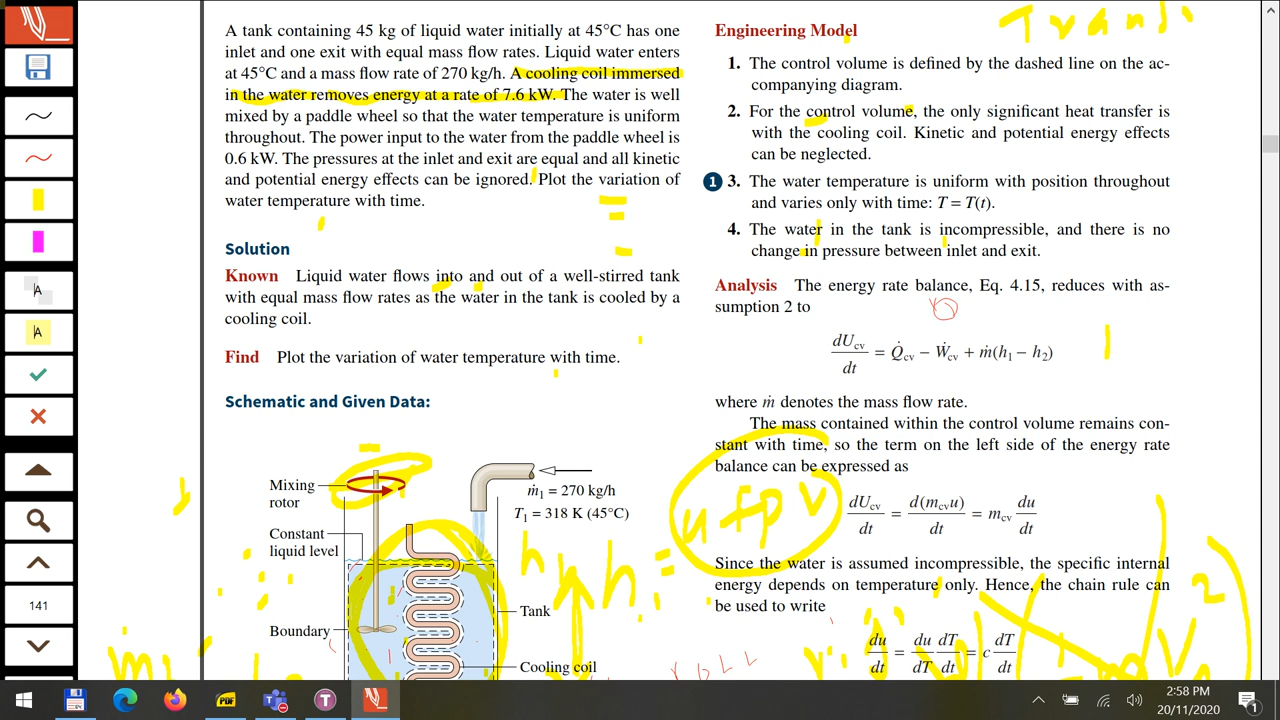 A tank containing 45 kg of liquid water initially at 45°C has one
inlet and one exit with equal mass flow rates. Liquid water enters
at 45°C and a mass flow rate of 270 kg/h. A cooling coil immersed
in the water removes energy at a rate of 7.6 kW. The water is well
mixed by a paddle wheel so that the water temperature is uniform
throughout. The power input to the water from the paddle wheel is
0.6 kW. The pressures at the inlet and exit are equal and all kinetic
and potential energy effects can be ignored. Plot the variation of
water temperature with time.
Solution
Known Liquid water flows into and out of a well-stirred tank
with equal mass flow rates as the water in the tank is cooled by a
cooling coil.
Find Plot the variation of water temperature with time.
Schematic and Given Data:
Mixing
rotor
Constant
liquid level
Boundary
ṁ₁ = 270 kg/h
T₁ = 318 K (45°C)
Tank
Cooling coil
Engineering Model
1. The control volume is defined by the dashed line on the ac-
companying diagram.
2. For the control volume, the only significant heat transfer is
with the cooling coil. Kinetic and potential energy effects
can be neglected.
1 3. The water temperature is uniform with position throughout
and varies only with time: T = T(t).
4. The water in the tank is incompressible, and there is no
change in pressure between inlet and exit.
Analysis The energy rate balance, Eq. 4.15, reduces with as-
sumption 2 to
dU_cv/dt = Q̇_cv − Ẇ_cv + ṁ(h₁ − h₂)
where ṁ denotes the mass flow rate.
The mass contained within the control volume remains con-
stant with time, so the term on the left side of the energy rate
balance can be expressed as
dU_cv/dt = d(m_cv u)/dt = m_cv du/dt
Since the water is assumed incompressible, the specific internal
energy depends on temperature only. Hence, the chain rule can
be used to write
du/dt = du/dT dT/dt = c dT/dt
u + p v
A
A
141
PDF
T
2:58 PM
20/11/2020
1